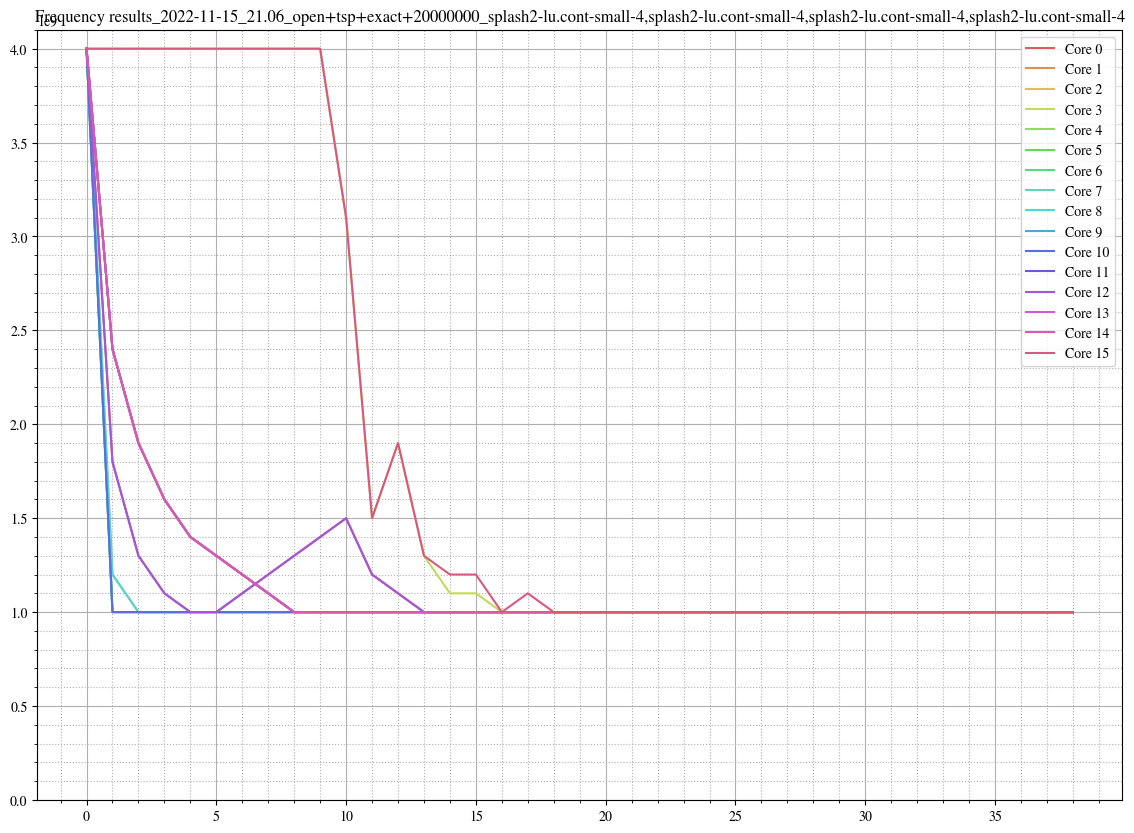 Frequency results_2022-11-15_21.06_open+tsp+exact+20000000_splash2-lu.cont-small-4,splash2-lu.cont-small-4,splash2-lu.cont-small-4,splash2-lu.cont-small-4
1e9
4.0
3.5
3.0
2.5
2.0
1.5
1.0
0.5
0.0
0 5 10 15 20 25 30 35
Core 0
Core 1
Core 2
Core 3
Core 4
Core 5
Core 6
Core 7
Core 8
Core 9
Core 10
Core 11
Core 12
Core 13
Core 14
Core 15